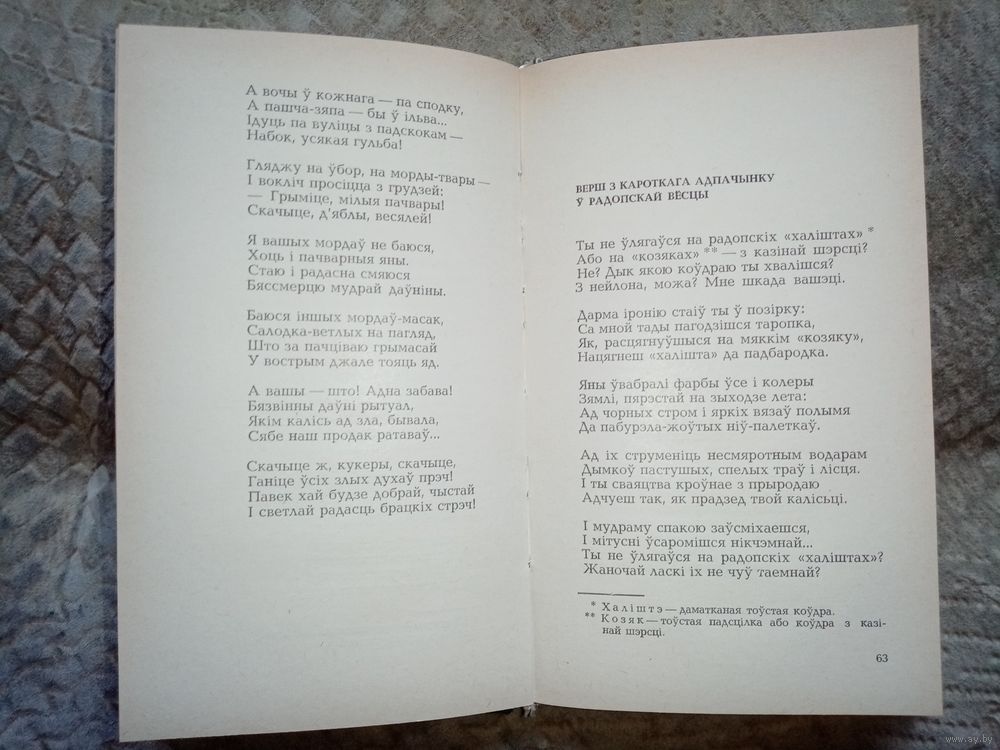 А вочы ў кожнага — па сподку,
А пашча-зяпа — бы ў ільва...
Ідуць па вуліцы з падскокам —
Набок, усякая гульба!
Гляджу на ўбор, на морды-твары —
І вокліч просіцца з грудзей:
— Грыміце, мілыя пачвары!
Скачыце, д'яблы, весялей!
Я вашых мордаў не баюся,
Хоць і пачварныя яны.
Стаю і радасна смяюся
Бяссмерцю мудрай даўніны.
Баюся іншых мордаў-масак,
Салодка-ветлых на пагляд,
Што за пачціваю грымасай
У вострым джале тояць яд.
А вашы — што! Адна забава!
Бязвінны даўні рытуал,
Якім калісь ад зла, бывала,
Сябе наш продак ратаваў...
Скачыце ж, кукеры, скачыце,
Ганіце ўсіх злых духаў прэч!
Павек хай будзе добрай, чыстай
І светлай радасць брацкіх стрэч!
ВЕРШ З КАРОТКАГА АДПАЧЫНКУ
Ў РАДОПСКАЙ ВЁСЦЫ
Ты не ўлягаўся на радопскіх «халіштах» *
Або на «козяках» ** — з казінай шэрсці?
Не? Дык якою коўдраю ты хвалішся?
З нейлона, можа? Мне шкада вашэці.
Дарма іронію стаіў ты ў позірку:
Са мной тады пагодзішся таропка,
Як, расцягнуўшыся на мяккім «козяку»,
Нацягнеш «халішта» да падбародка.
Яны ўвабралі фарбы ўсе і колеры
Зямлі, пярэстай на зыходзе лета:
Ад чорных стром і яркіх вязаў полымя
Да пабурэла-жоўтых ніў-палеткаў.
Ад іх струменіць несмяротным водарам
Дымкоў пастушых, спелых траў і лісця.
І ты сваяцтва кроўнае з прыродаю
Адчуеш так, як прадзед твой калісьці.
І мудраму спакою заўсміхаешся,
І мітусні ўсаромішся нікчэмнай...
Ты не ўлягаўся на радопскіх «халіштах»?
Жаночай ласкі іх не чуў таемнай?
* Халіштэ — даматканая тоўстая коўдра.
** Козяк — тоўстая падсцілка або коўдра з казі-
най шэрсці.
63
www.ay.by